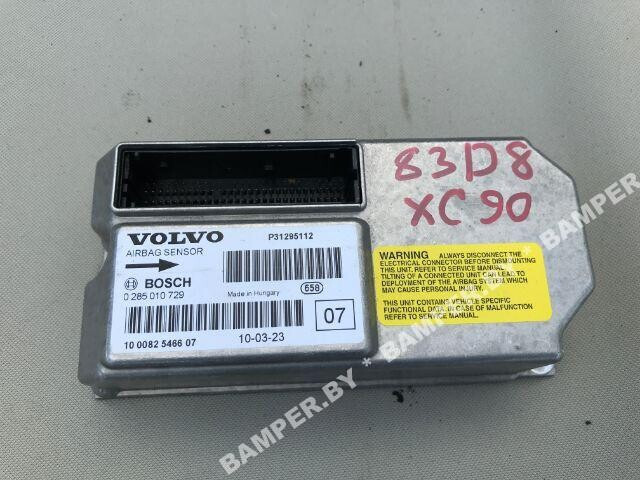 83D8
XC90
VOLVO
P31295112
AIRBAG SENSOR
BOSCH
0 285 010 729
Made in Hungary
658
07
10 0082 5466 07
10-03-23
WARNING ALWAYS DISCONNECT THE
ELECTRICAL CONNECTOR BEFORE DISMOUNTING
THIS UNIT. REFER TO SERVICE MANUAL.
TILTING OF A CONNECTED UNIT CAN LEAD TO
DEPLOYMENT OF THE AIRBAG SYSTEM WHICH
MAY CAUSE PERSONAL INJURY.
THIS UNIT CONTAINS VEHICLE SPECIFIC
FUNCTIONAL DATA. IN CASE OF MALFUNCTION
REFER TO SERVICE MANUAL.
BAMPER.BY * BAMPER.BY * BAMPER.BY